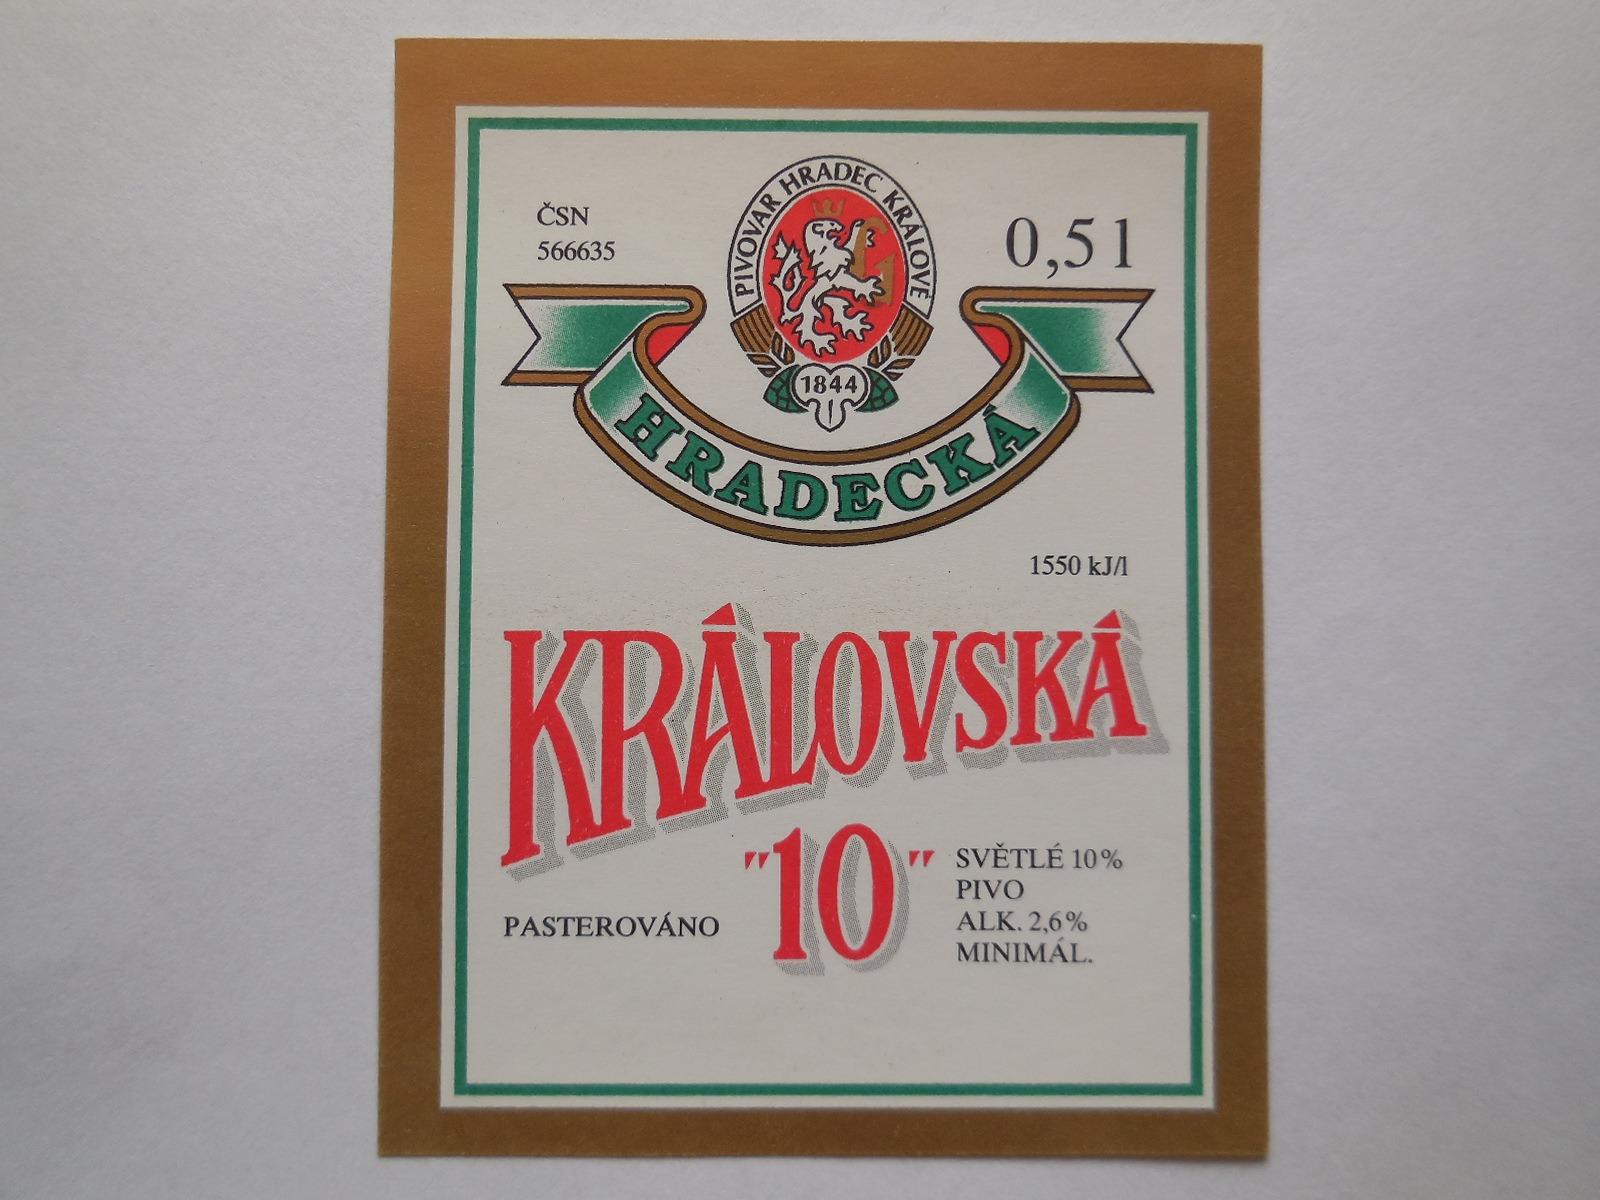 ČSN
566635
PIVOVAR HRADEC KRÁLOVÉ
0,5 l
1844
HRADECKÁ
1550 kJ/l
KRÁLOVSKÁ
"10"
PASTEROVÁNO
SVĚTLÉ 10%
PIVO
ALK. 2,6%
MINIMÁL.